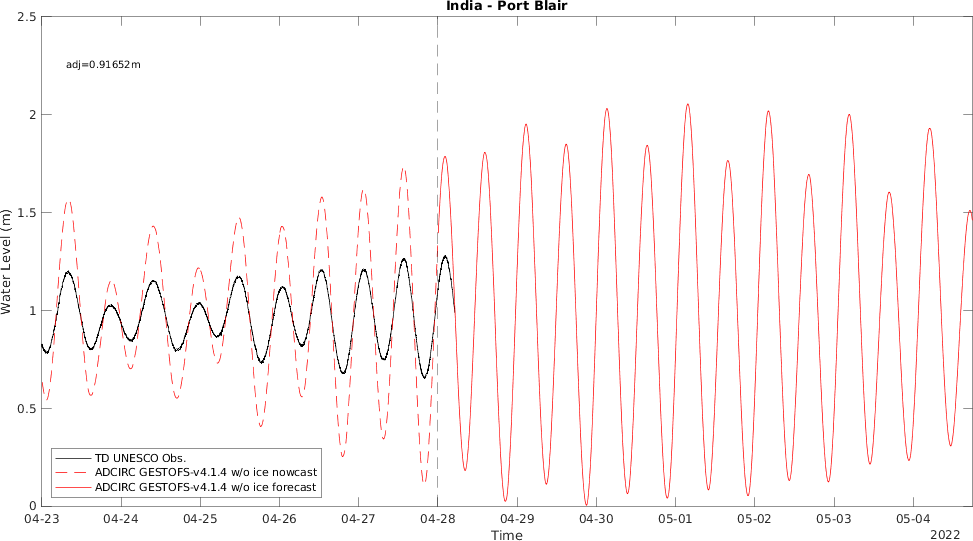 India - Port Blair
adj=0.91652m
Water Level (m)
2.5
2
1.5
1
0.5
0
TD UNESCO Obs.
ADCIRC GESTOFS-v4.1.4 w/o ice nowcast
ADCIRC GESTOFS-v4.1.4 w/o ice forecast
04-23 04-24 04-25 04-26 04-27 04-28 04-29 04-30 05-01 05-02 05-03 05-04
Time
2022